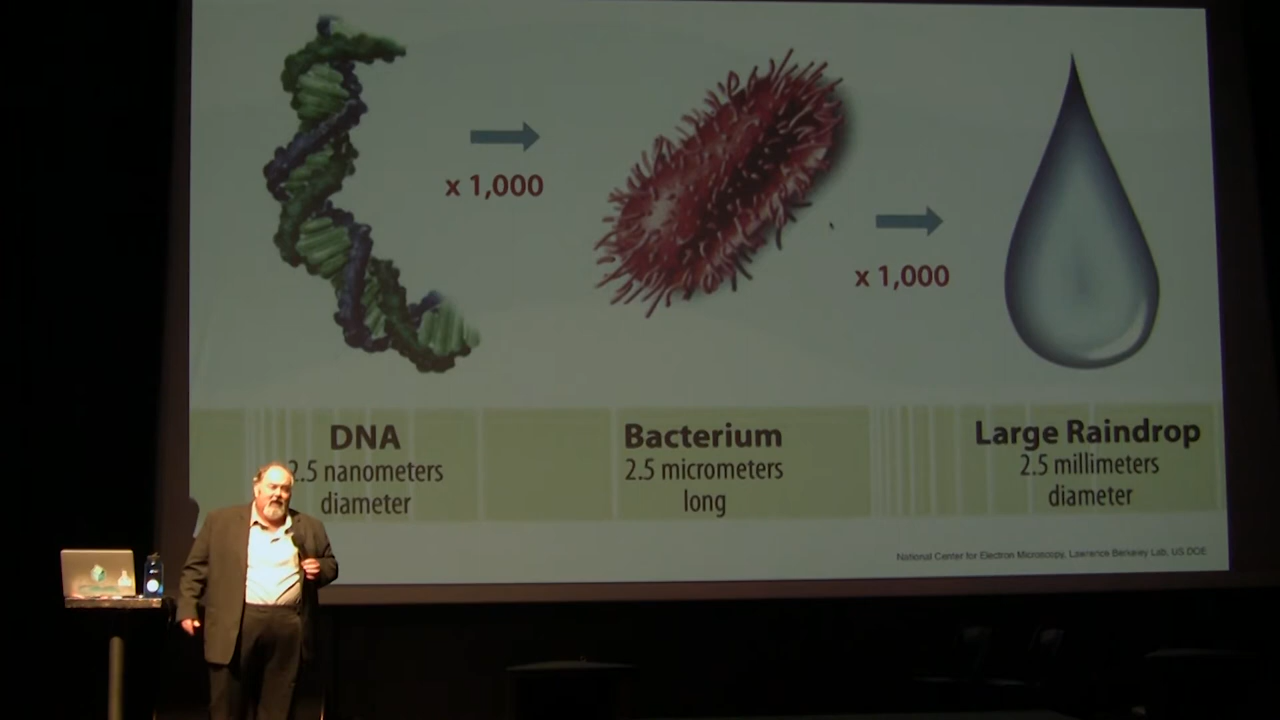 x 1,000
x 1,000
DNA
2.5 nanometers
diameter
Bacterium
2.5 micrometers
long
Large Raindrop
2.5 millimeters
diameter
National Center for Electron Microscopy, Lawrence Berkeley Lab, US DOE